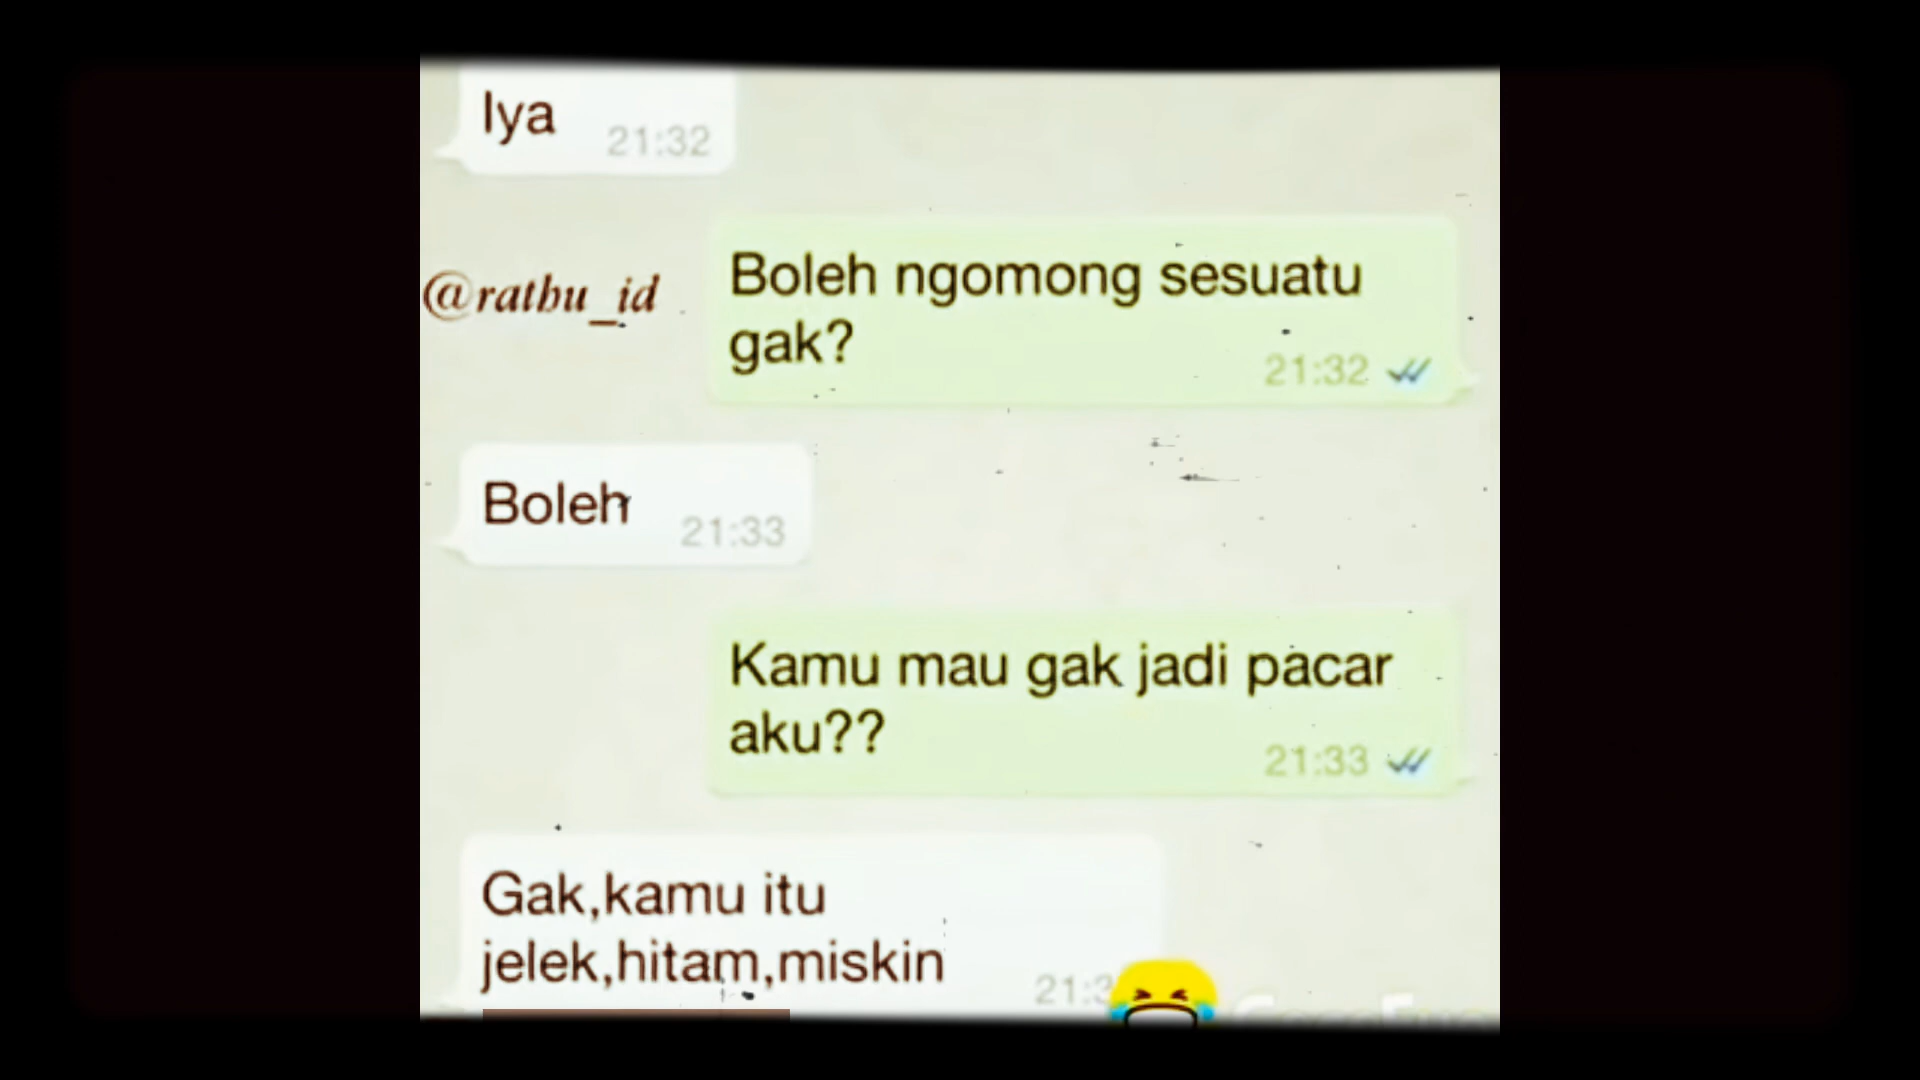 Iya
21:32
@rathu_id
Boleh ngomong sesuatu
gak?
21:32
Boleh
21:33
Kamu mau gak jadi pacar
aku??
21:33
Gak,kamu itu
jelek,hitam,miskin